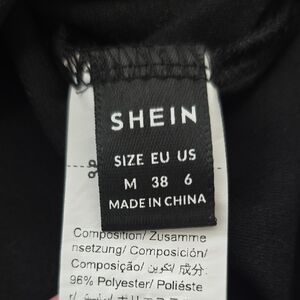 SHEIN
SIZE EU US
M 38 6
MADE IN CHINA
Composition/ Zusamme
nsetzung/ Composición/
Composição/ تكوين/ 成分:
96% Polyester/ Poliéste